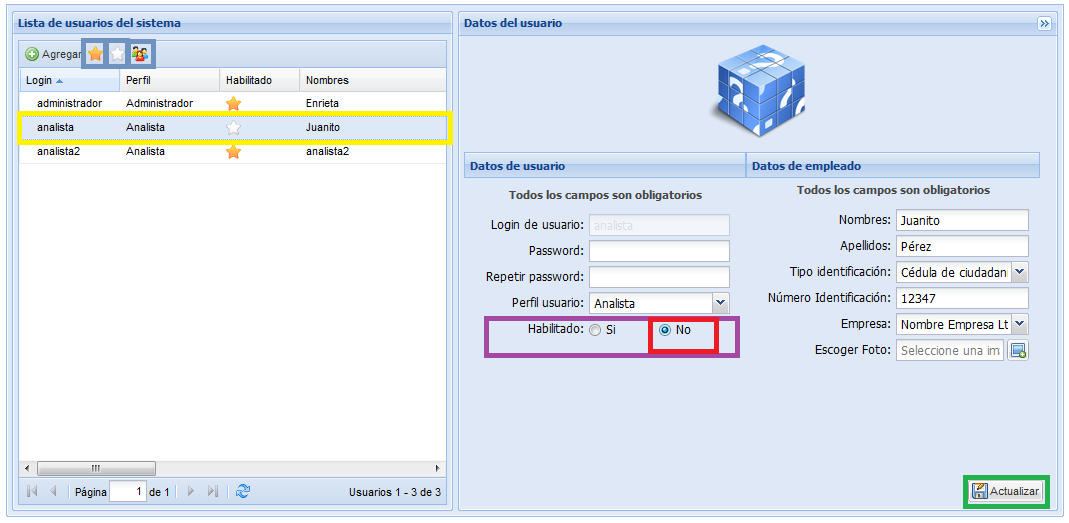 Lista de usuarios del sistema
Agregar
Login Perfil Habilitado Nombres
administrador Administrador Enrieta
analista Analista Juanito
analista2 Analista analista2
Página 1 de 1 Usuarios 1 - 3 de 3
Datos del usuario
Datos de usuario
Todos los campos son obligatorios
Login de usuario: analista
Password:
Repetir password:
Perfil usuario: Analista
Habilitado: Si No
Datos de empleado
Todos los campos son obligatorios
Nombres: Juanito
Apellidos: Pérez
Tipo identificación: Cédula de ciudadan
Número Identificación: 12347
Empresa: Nombre Empresa Lt
Escoger Foto: Seleccione una im
Actualizar